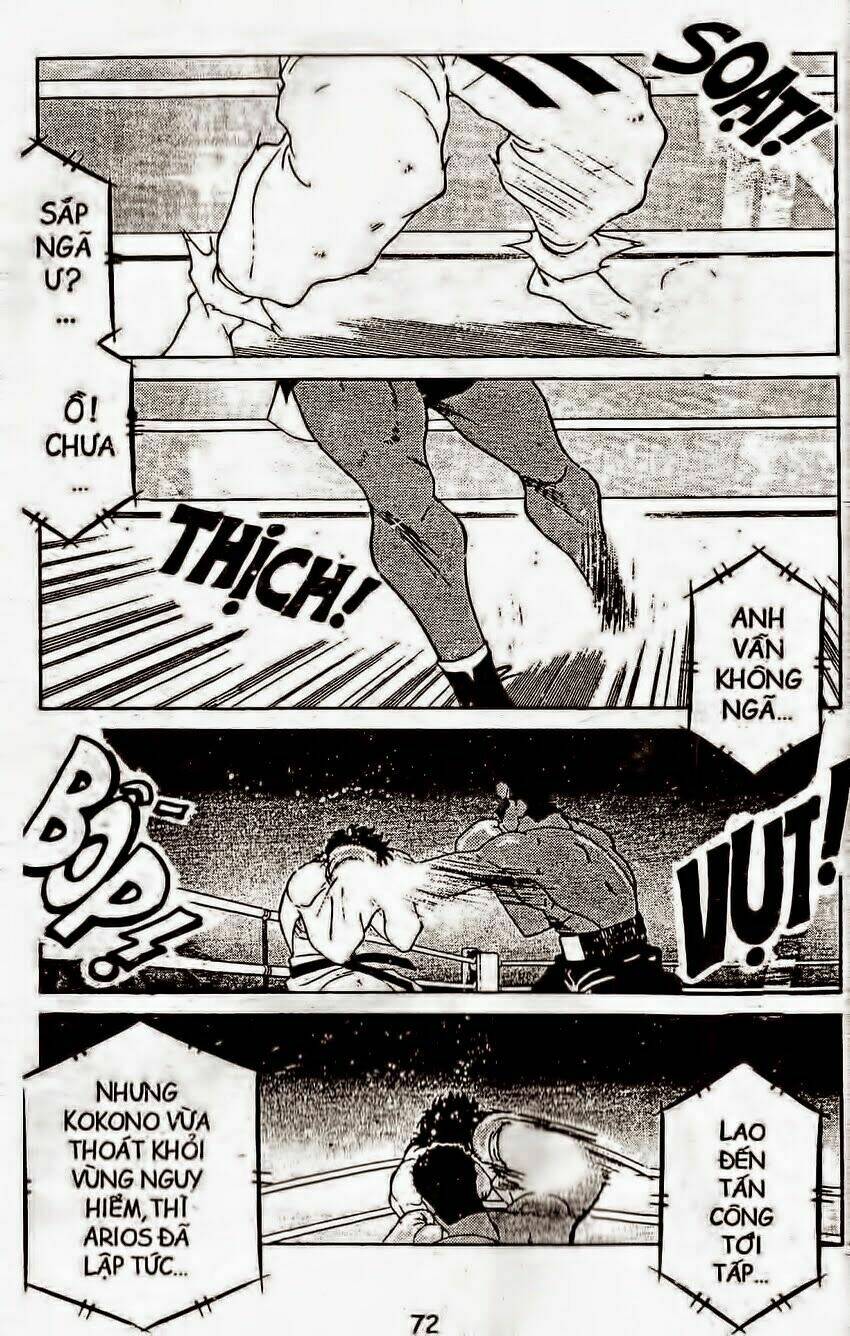 SOẠT!
SẮP
NGÃ
Ư?
...
Ồ!
CHƯA
...
THỊCH!
ANH
VẪN
KHÔNG
NGÃ...
BỐP!
VỤT!
NHƯNG
KOKONO VỪA
THOÁT KHỎI
VÙNG NGUY
HIỂM, THÌ
ARIOS ĐÃ
LẬP TỨC...
LAO
ĐẾN
TẤN
CÔNG
TỚI
TẤP...
72